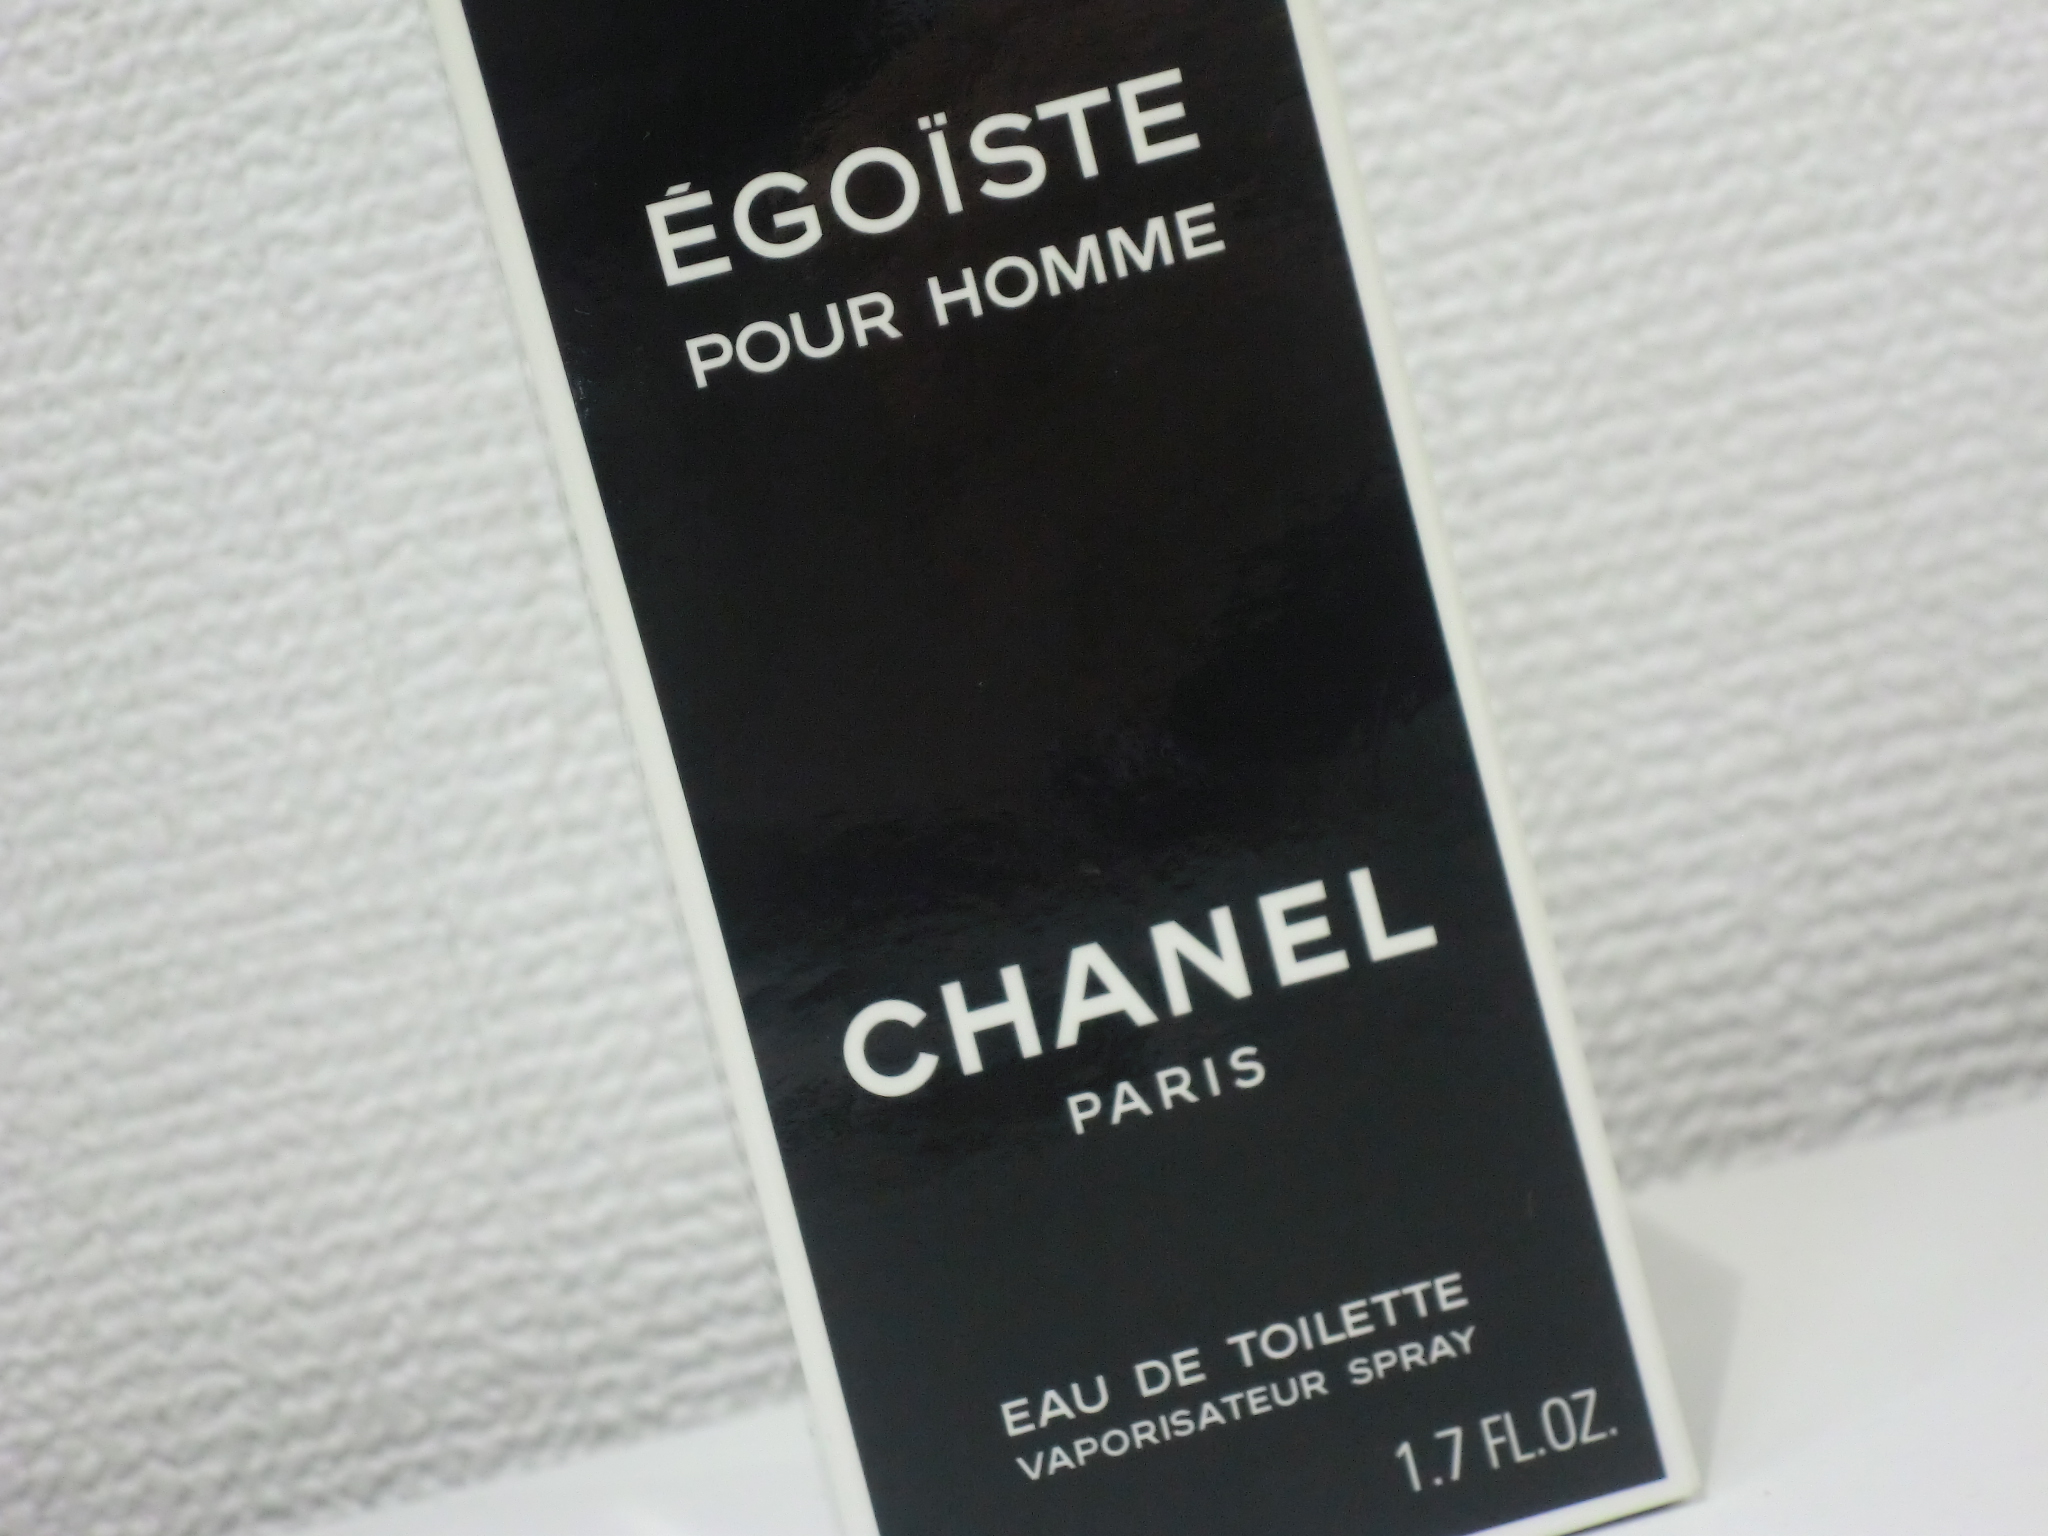 ÉGOÏSTE
POUR HOMME
CHANEL
PARIS
EAU DE TOILETTE
VAPORISATEUR SPRAY
1.7 FL.OZ.